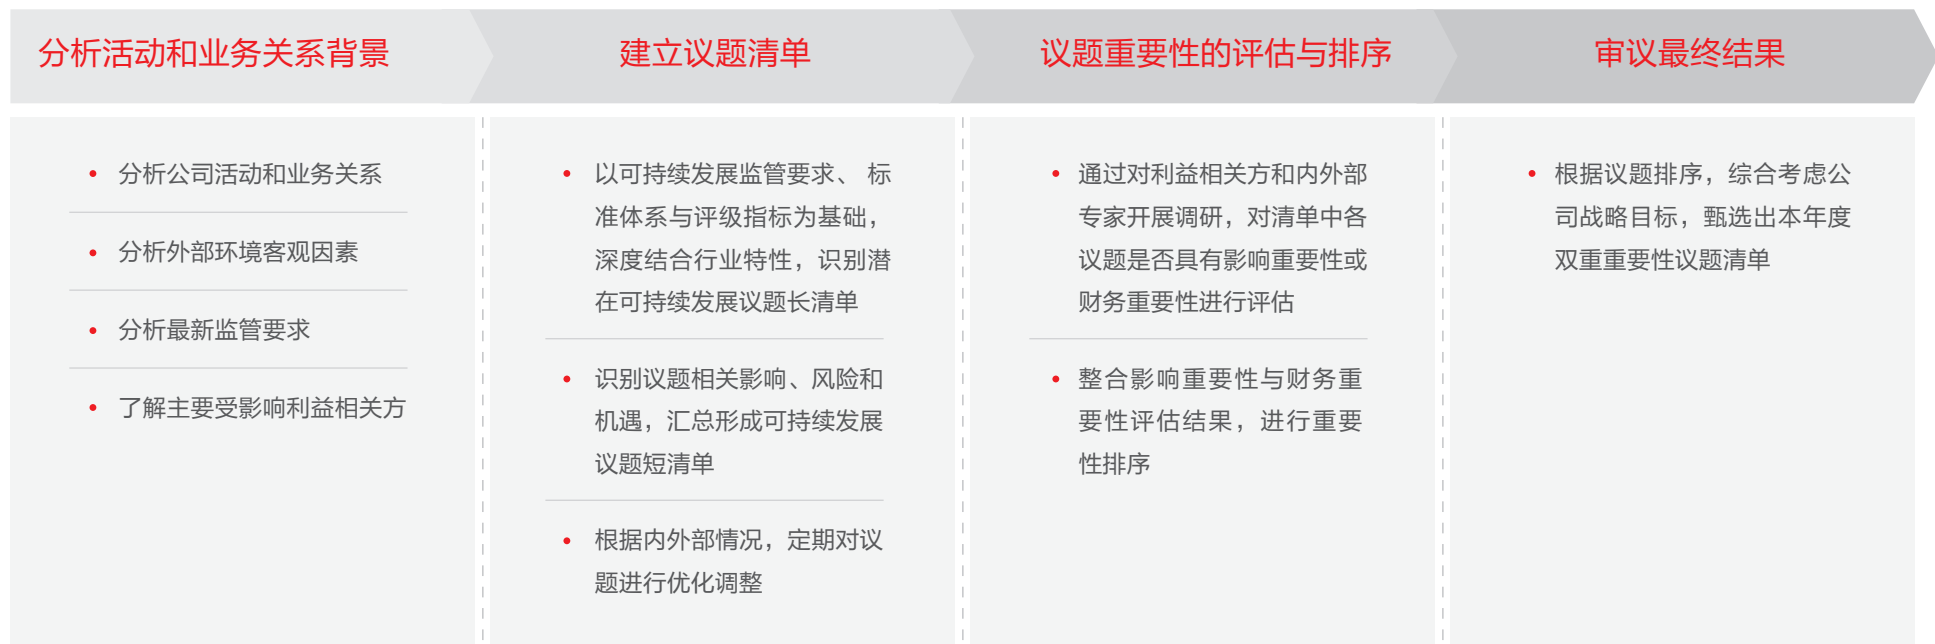 分析活动和业务关系背景
建立议题清单
议题重要性的评估与排序
审议最终结果
• 分析公司活动和业务关系
• 分析外部环境客观因素
• 分析最新监管要求
• 了解主要受影响利益相关方
• 以可持续发展监管要求、 标
准体系与评级指标为基础，
深度结合行业特性，识别潜
在可持续发展议题长清单
• 识别议题相关影响、风险和
机遇，汇总形成可持续发展
议题短清单
• 根据内外部情况，定期对议
题进行优化调整
• 通过对利益相关方和内外部
专家开展调研，对清单中各
议题是否具有影响重要性或
财务重要性进行评估
• 整合影响重要性与财务重
要性评估结果，进行重要
性排序
• 根据议题排序，综合考虑公
司战略目标，甄选出本年度
双重重要性议题清单